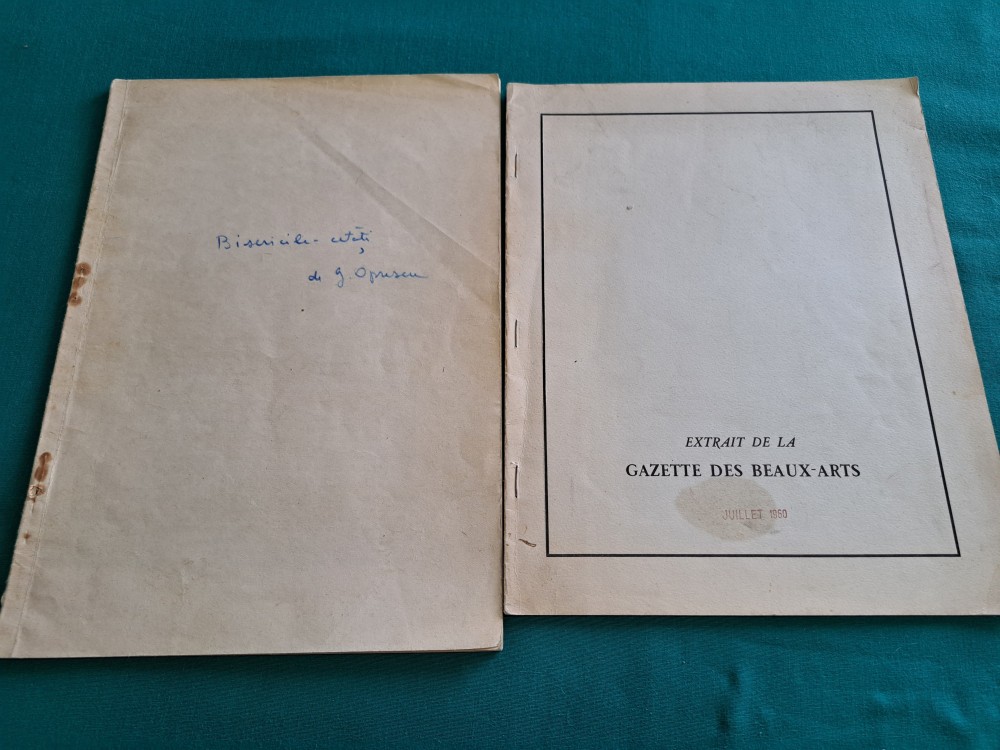 Bisericile-cetăți
de G. Oprescu
EXTRAIT DE LA
GAZETTE DES BEAUX-ARTS
JUILLET 1960